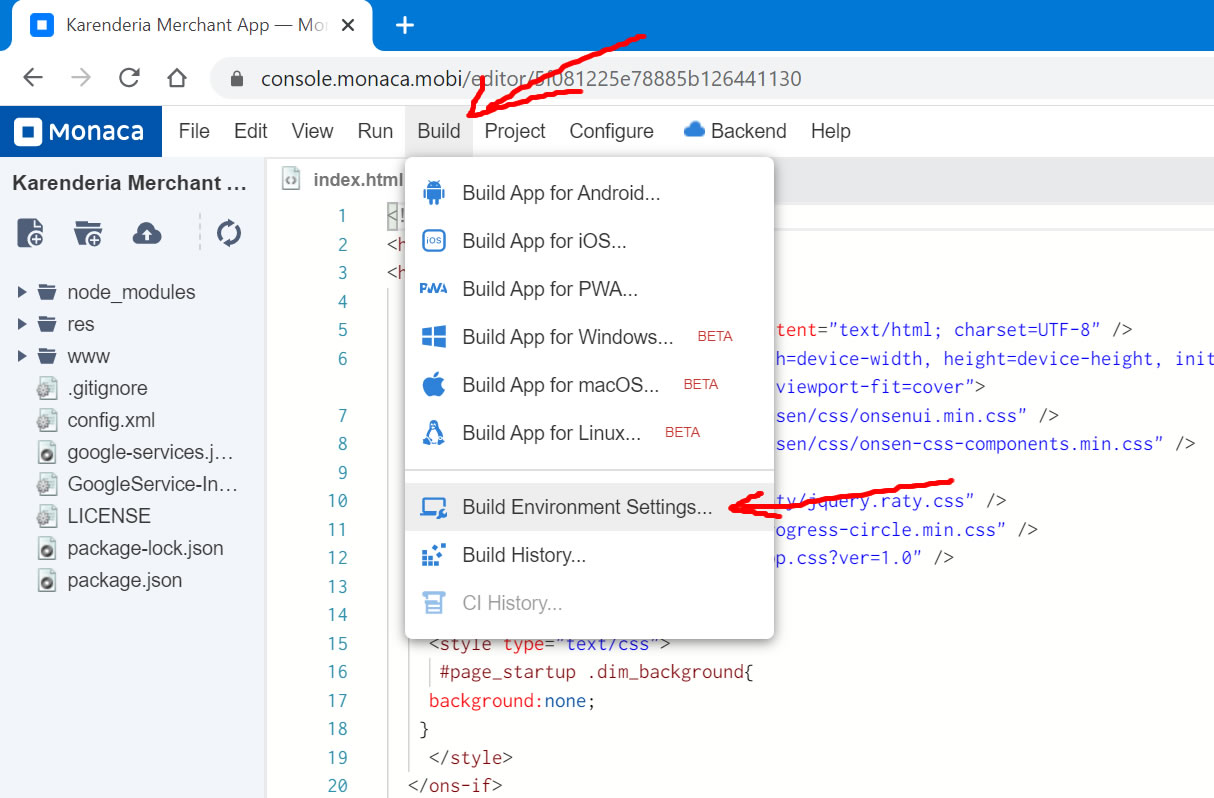 Karenderia Merchant App — Mo
console.monaca.mobi/editor/5f081225e78885b126441130
Monaca File Edit View Run Build Project Configure Backend Help
Karenderia Merchant ...
index.html
node_modules
res
www
.gitignore
config.xml
google-services.j...
GoogleService-In...
LICENSE
package-lock.json
package.json
Build App for Android...
Build App for iOS...
PWA Build App for PWA...
Build App for Windows... BETA
Build App for macOS... BETA
Build App for Linux... BETA
Build Environment Settings...
Build History...
CI History...
1 <!
2 <h
3 <h
4
5 tent="text/html; charset=UTF-8" />
6 h=device-width, height=device-height, init
viewport-fit=cover">
7 sen/css/onsenui.min.css" />
8 sen/css/onsen-css-components.min.css" />
9
10 ty/jquery.raty.css" />
11 ogress-circle.min.css" />
12 p.css?ver=1.0" />
13
14
15 <style type="text/css">
16 #page_startup .dim_background{
17 background:none;
18 }
19 </style>
20 </ons-if>